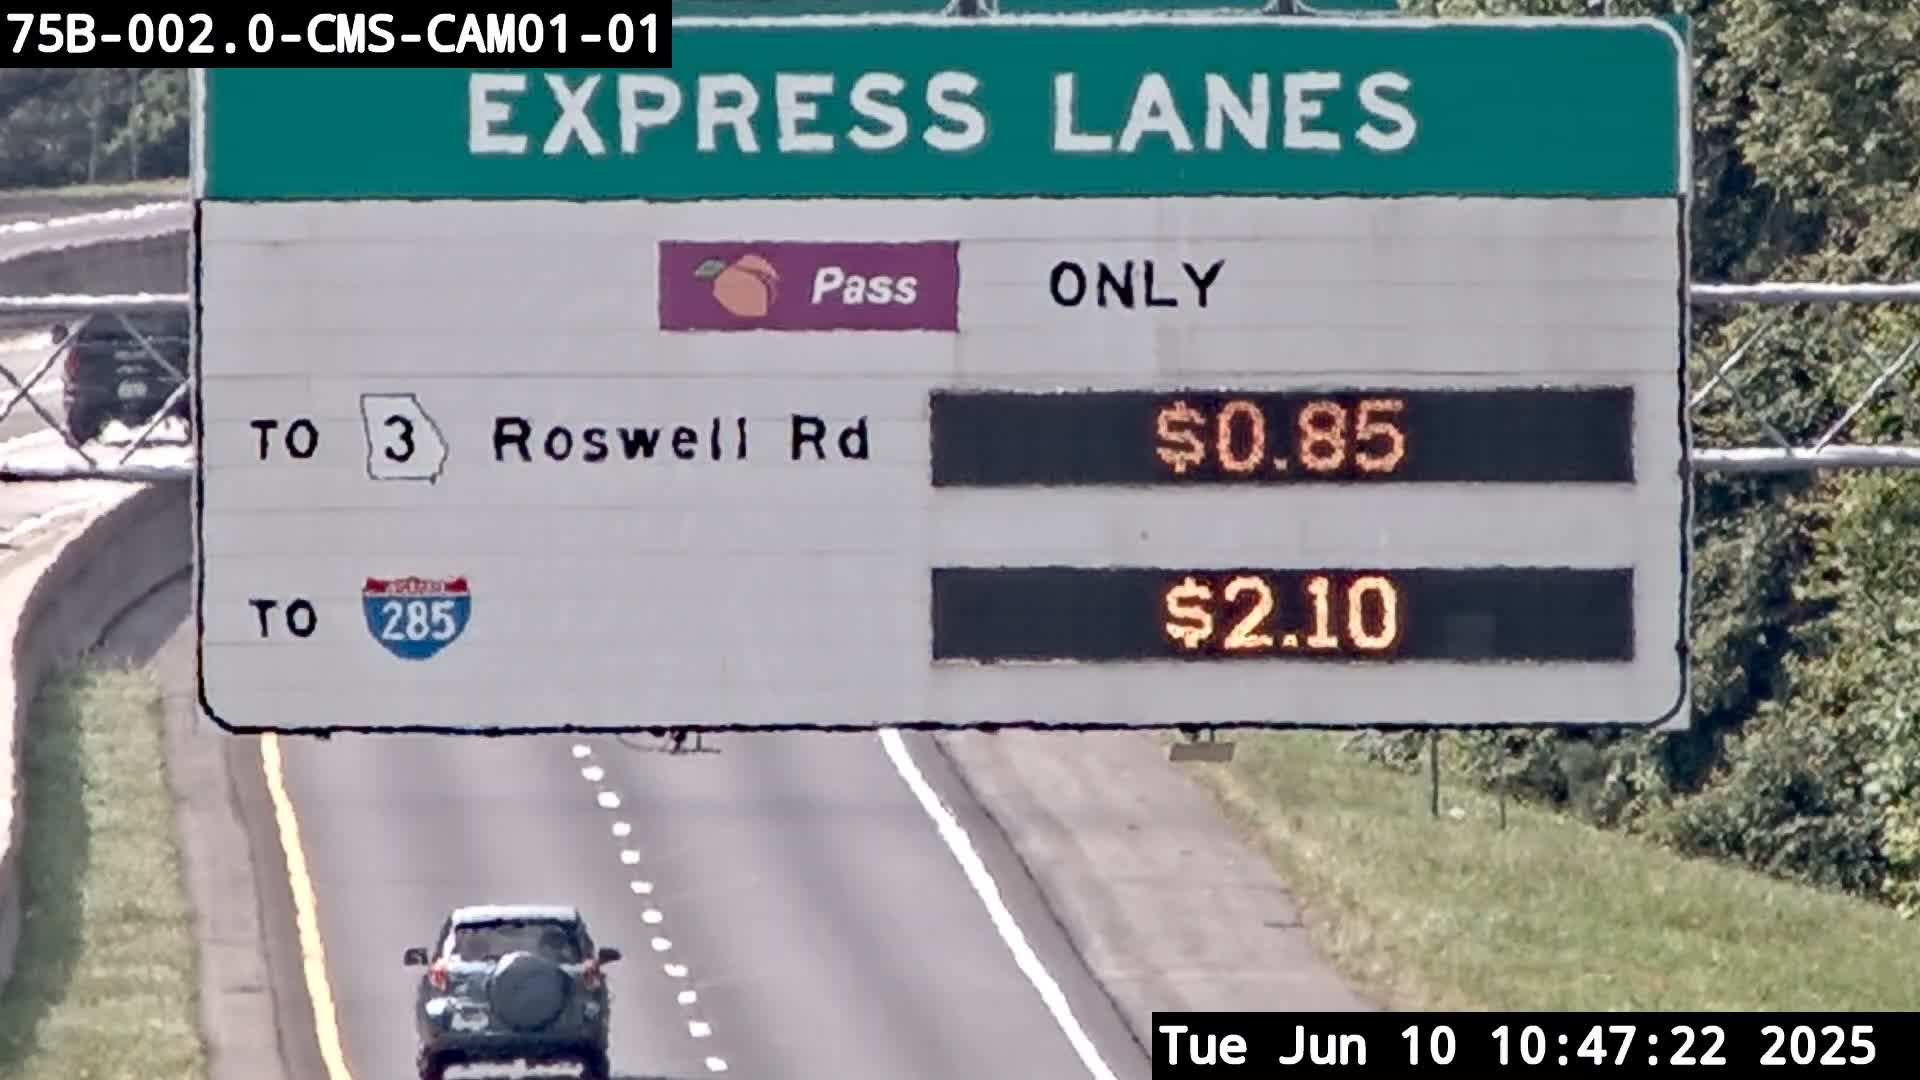 75B-002.0-CMS-CAM01-01
EXPRESS LANES
Pass ONLY
TO 3 Roswell Rd $0.85
TO 285 $2.10
Tue Jun 10 10:47:22 2025